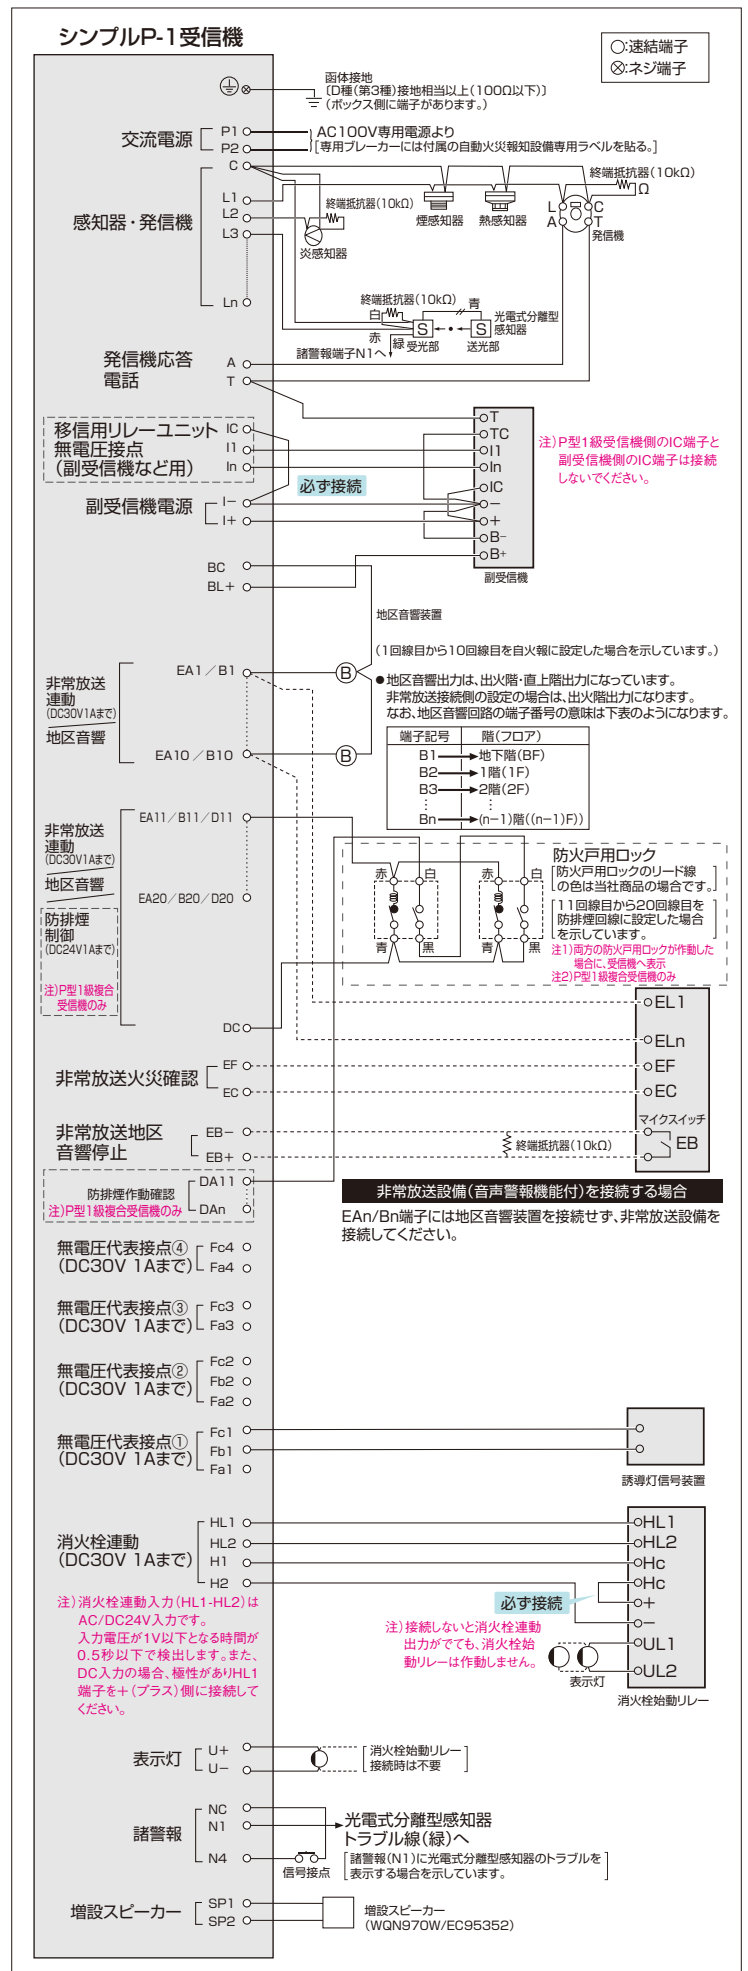 シンプルP-1受信機
○:速結端子
⊗:ネジ端子
函体接地
〔D種(第3種)接地相当以上(100Ω以下)〕
(ボックス側に端子があります。)
交流電源
P1
P2
AC100V専用電源より
[専用ブレーカーには付属の自動火災報知設備専用ラベルを貼る。]
感知器・発信機
C
L1
L2
L3
Ln
終端抵抗器(10kΩ)
炎感知器
煙感知器
熱感知器
終端抵抗器(10kΩ)
Ω
L C
A T
発信機
終端抵抗器(10kΩ)
白
赤
緑
青
S
受光部
S
送光部
光電式分離型
感知器
諸警報端子N1へ
発信機応答
電話
A
T
移信用リレーユニット
無電圧接点
(副受信機など用)
IC
I1
In
副受信機電源
I−
I+
必ず接続
T
TC
I1
In
IC
−
+
B−
B+
副受信機
注)P型1級受信機側のIC端子と
副受信機側のIC端子は接続
しないでください。
BC
BL+
地区音響装置
(1回線目から10回線目を自火報に設定した場合を示しています。)
非常放送
連動
(DC30V1Aまで)
地区音響
EA1/B1
EA10/B10
B
B
●地区音響出力は、出火階・直上階出力になっています。
非常放送接続側の設定の場合は、出火階出力になります。
なお、地区音響回路の端子番号の意味は下表のようになります。
端子記号 階(フロア)
B1 地下階(BF)
B2 1階(1F)
B3 2階(2F)
⋮ ⋮
Bn (n−1)階((n−1)F))
非常放送
連動
(DC30V1Aまで)
地区音響
防排煙
制御
(DC24V1Aまで)
注)P型1級複合
受信機のみ
EA11/B11/D11
EA20/B20/D20
DC
赤 白 赤 白
青 黒 青 黒
防火戸用ロック
[防火戸用ロックのリード線
の色は当社商品の場合です。]
[11回線目から20回線目を
防排煙回線に設定した場合
を示しています。]
注1)両方の防火戸用ロックが作動した
場合に、受信機へ表示
注2)P型1級複合受信機のみ
EL1
ELn
EF
EC
マイクスイッチ
EB
非常放送火災確認
EF
EC
非常放送地区
音響停止
EB−
EB+
終端抵抗器(10kΩ)
防排煙作動確認
注)P型1級複合受信機のみ
DA11
DAn
非常放送設備(音声警報機能付)を接続する場合
EAn/Bn端子には地区音響装置を接続せず、非常放送設備を
接続してください。
無電圧代表接点④
(DC30V 1Aまで)
Fc4
Fa4
無電圧代表接点③
(DC30V 1Aまで)
Fc3
Fa3
無電圧代表接点②
(DC30V 1Aまで)
Fc2
Fb2
Fa2
無電圧代表接点①
(DC30V 1Aまで)
Fc1
Fb1
Fa1
誘導灯信号装置
消火栓連動
(DC30V 1Aまで)
HL1
HL2
H1
H2
注)消火栓連動入力(HL1-HL2)は
AC/DC24V入力です。
入力電圧が1V以下となる時間が
0.5秒以下で検出します。また、
DC入力の場合、極性がありHL1
端子を+(プラス)側に接続して
ください。
必ず接続
注)接続しないと消火栓連動
出力がでても、消火栓始
動リレーは作動しません。
HL1
HL2
Hc
Hc
+
−
UL1
UL2
表示灯
消火栓始動リレー
表示灯
U+
U−
[消火栓始動リレー
接続時は不要]
諸警報
NC
N1
N4
信号接点
光電式分離型感知器
トラブル線(緑)へ
[諸警報(N1)に光電式分離型感知器のトラブルを
表示する場合を示しています。]
増設スピーカー
SP1
SP2
増設スピーカー
(WQN970W/EC95352)